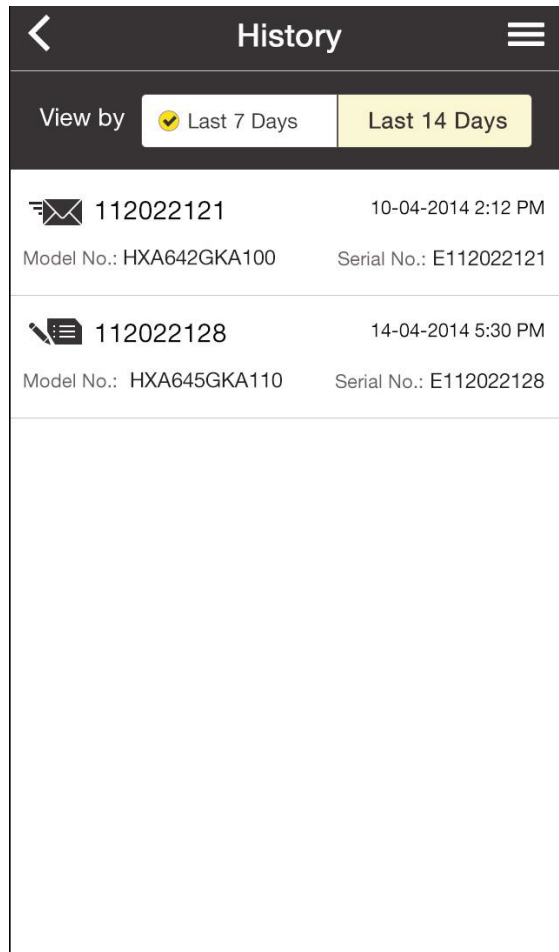 History
View by Last 7 Days Last 14 Days
112022121 10-04-2014 2:12 PM
Model No.: HXA642GKA100 Serial No.: E112022121
112022128 14-04-2014 5:30 PM
Model No.: HXA645GKA110 Serial No.: E112022128